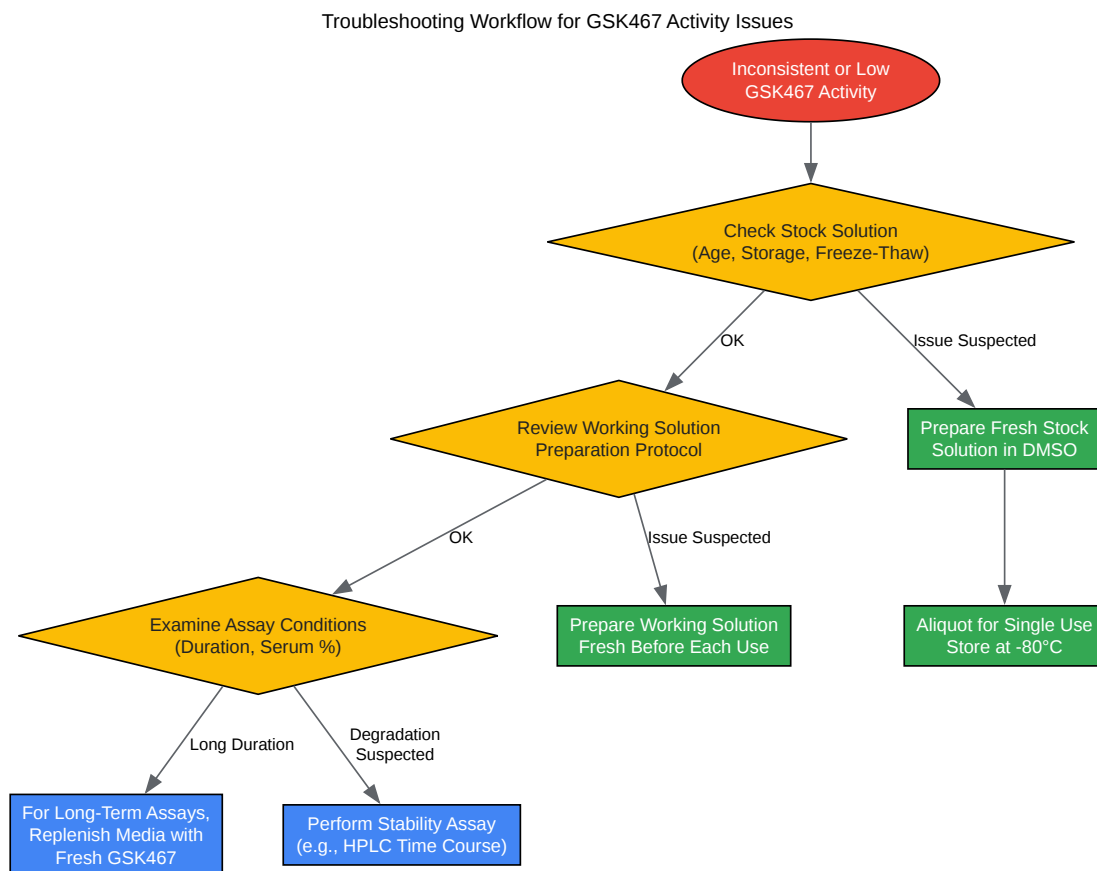 Troubleshooting Workflow for GSK467 Activity Issues
Inconsistent or Low
GSK467 Activity
Check Stock Solution
(Age, Storage, Freeze-Thaw)
OK
Issue Suspected
Review Working Solution
Preparation Protocol
Prepare Fresh Stock
Solution in DMSO
OK
Issue Suspected
Examine Assay Conditions
(Duration, Serum %)
Prepare Working Solution
Fresh Before Each Use
Aliquot for Single Use
Store at -80°C
Long Duration
Degradation
Suspected
For Long-Term Assays,
Replenish Media with
Fresh GSK467
Perform Stability Assay
(e.g., HPLC Time Course)